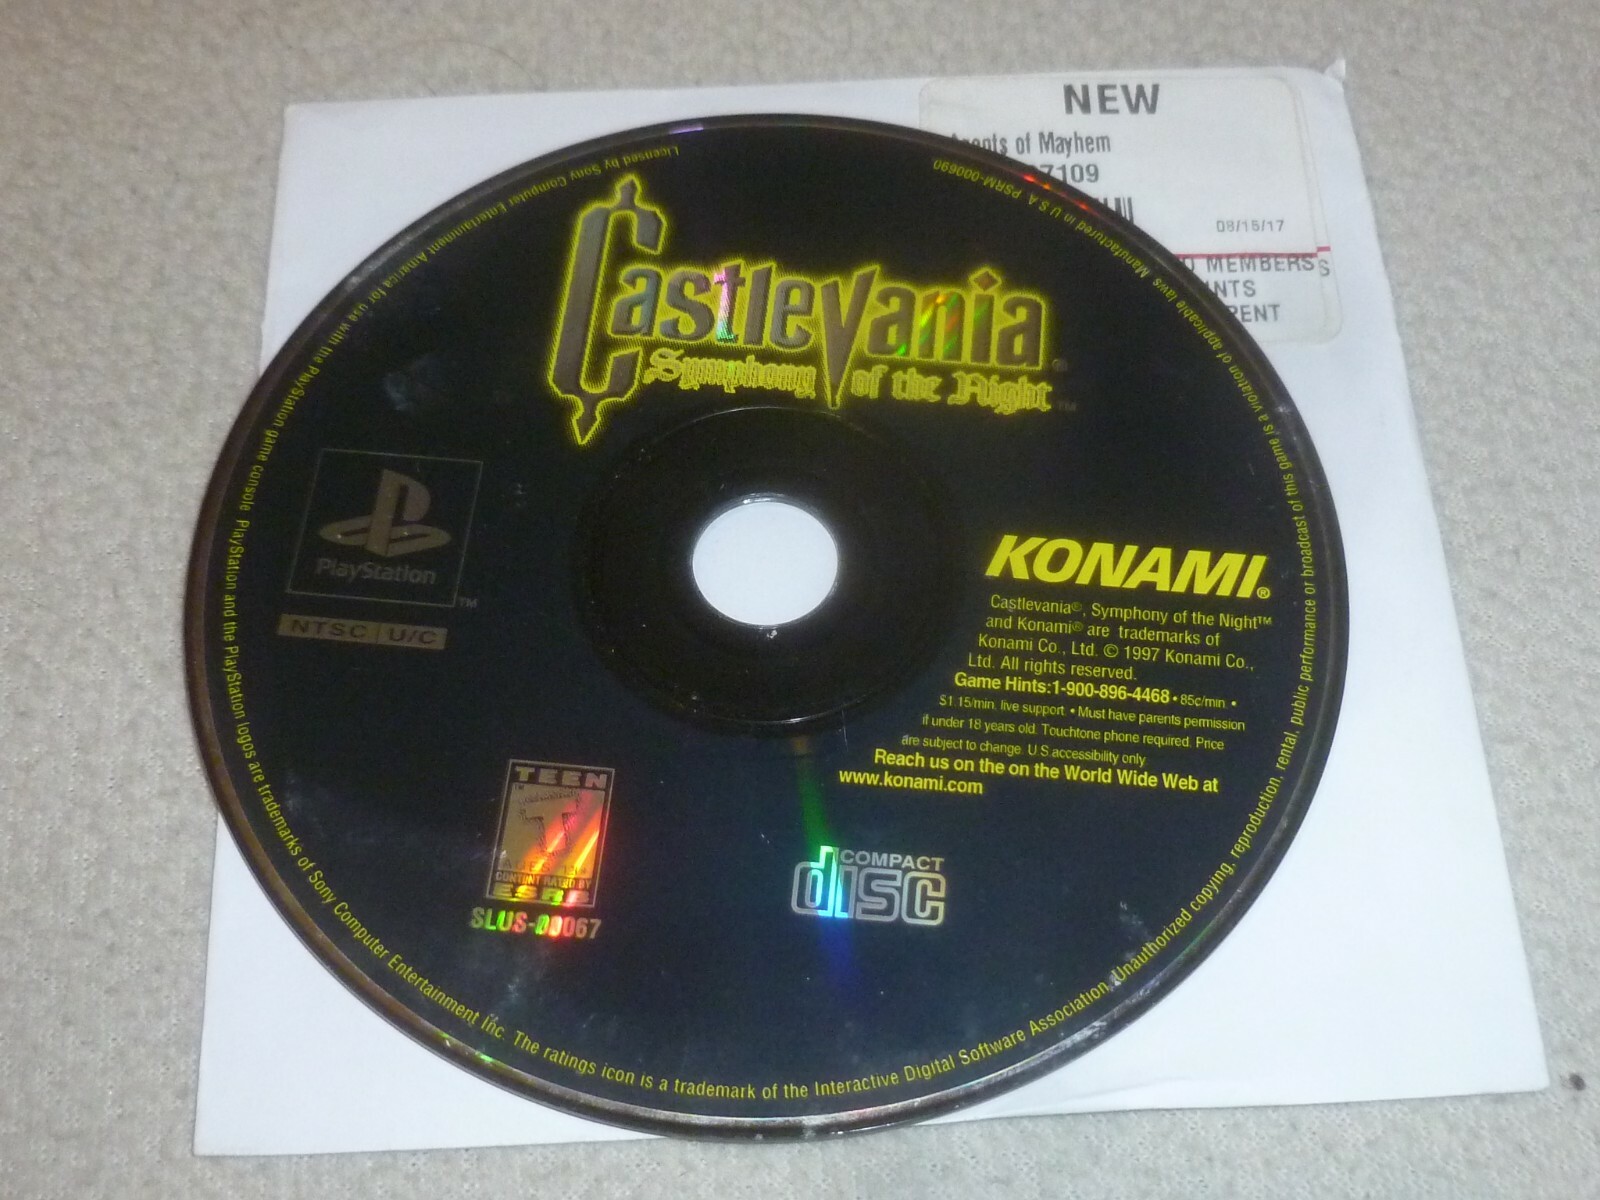 NEW
of Mayhem
7109
08/15/17
MEMBERS
Castlevania®
Symphony of the Night™
PlayStation™
NTSC U/C
KONAMI®
Castlevania®, Symphony of the Night™
and Konami® are trademarks of
Konami Co., Ltd. © 1997 Konami Co.,
Ltd. All rights reserved.
Game Hints:1-900-896-4468 • 85c/min. •
$1.15/min. live support. • Must have parents permission
if under 18 years old. Touchtone phone required. Price
are subject to change. U.S.accessibility only
Reach us on the on the World Wide Web at
www.konami.com
TEEN
CONTENT RATED BY
ESRB
SLUS-00067
COMPACT
disc
Licensed by Sony Computer Entertainment America for use with the PlayStation game console. PlayStation and the PlayStation logos are trademarks of Sony Computer Entertainment Inc. The ratings icon is a trademark of the Interactive Digital Software Association. Unauthorized copying, reproduction, rental, public performance or broadcast of this game is a violation of applicable laws. Manufactured in U.S.A. PSRM-000690